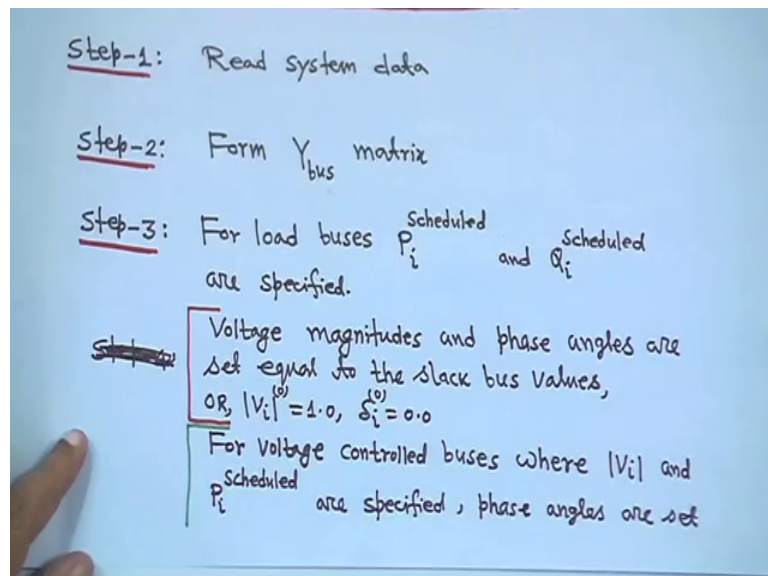 Step-1: Read system data
Step-2: Form Y_bus matrix
Step-3: For load buses P_i^Scheduled and Q_i^Scheduled
are specified.
Voltage magnitudes and phase angles are
set equal to the slack bus values,
OR, |V_i|^(0) = 1.0, δ_i^(0) = 0.0
For voltage controlled buses where |V_i| and
P_i^Scheduled are specified, phase angles are set